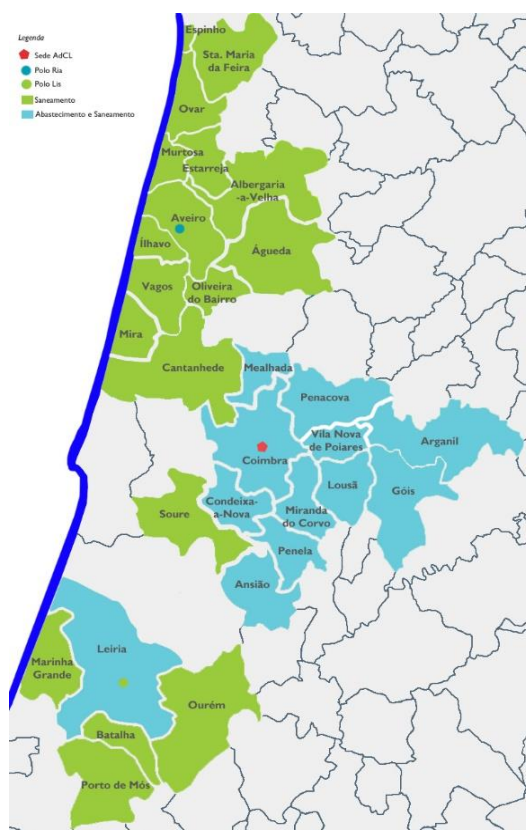 Legende
Sede AdCL
Polo Ria
Polo Lis
Saneamento
Abastecimento e Saneamento
Espinho
Sta. Maria
da Feira
Ovar
Murtosa
Estarreja
Albergaria
-a-Velha
Aveiro
Ílhavo
Águeda
Vagos
Oliveira
do Bairro
Mira
Cantanhede
Mealhada
Penacova
Vila Nova
de Poiares
Arganil
Coimbra
Lousã
Góis
Condeixa-
a-Nova
Miranda
do Corvo
Soure
Penela
Ansião
Leiria
Marinha
Grande
Ourém
Batalha
Porto de Mós